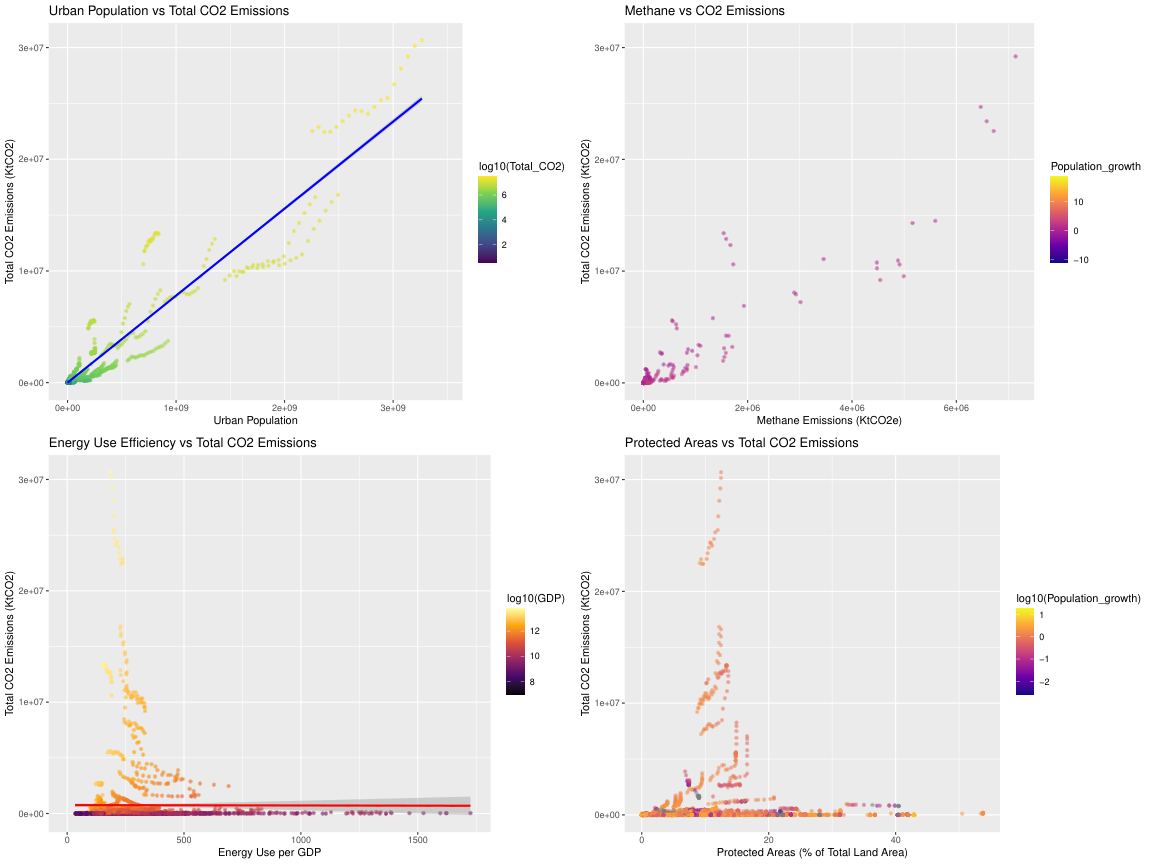 Urban Population vs Total CO2 Emissions
Total CO2 Emissions (KtCO2)
3e+07
2e+07
1e+07
0e+00
0e+00 1e+09 2e+09 3e+09
Urban Population
log10(Total_CO2)
6
4
2
Methane vs CO2 Emissions
Total CO2 Emissions (KtCO2)
3e+07
2e+07
1e+07
0e+00
0e+00 2e+06 4e+06 6e+06
Methane Emissions (KtCO2e)
Population_growth
10
0
−10
Energy Use Efficiency vs Total CO2 Emissions
Total CO2 Emissions (KtCO2)
3e+07
2e+07
1e+07
0e+00
0 500 1000 1500
Energy Use per GDP
log10(GDP)
12
10
8
Protected Areas vs Total CO2 Emissions
Total CO2 Emissions (KtCO2)
3e+07
2e+07
1e+07
0e+00
0 20 40
Protected Areas (% of Total Land Area)
log10(Population_growth)
1
0
−1
−2